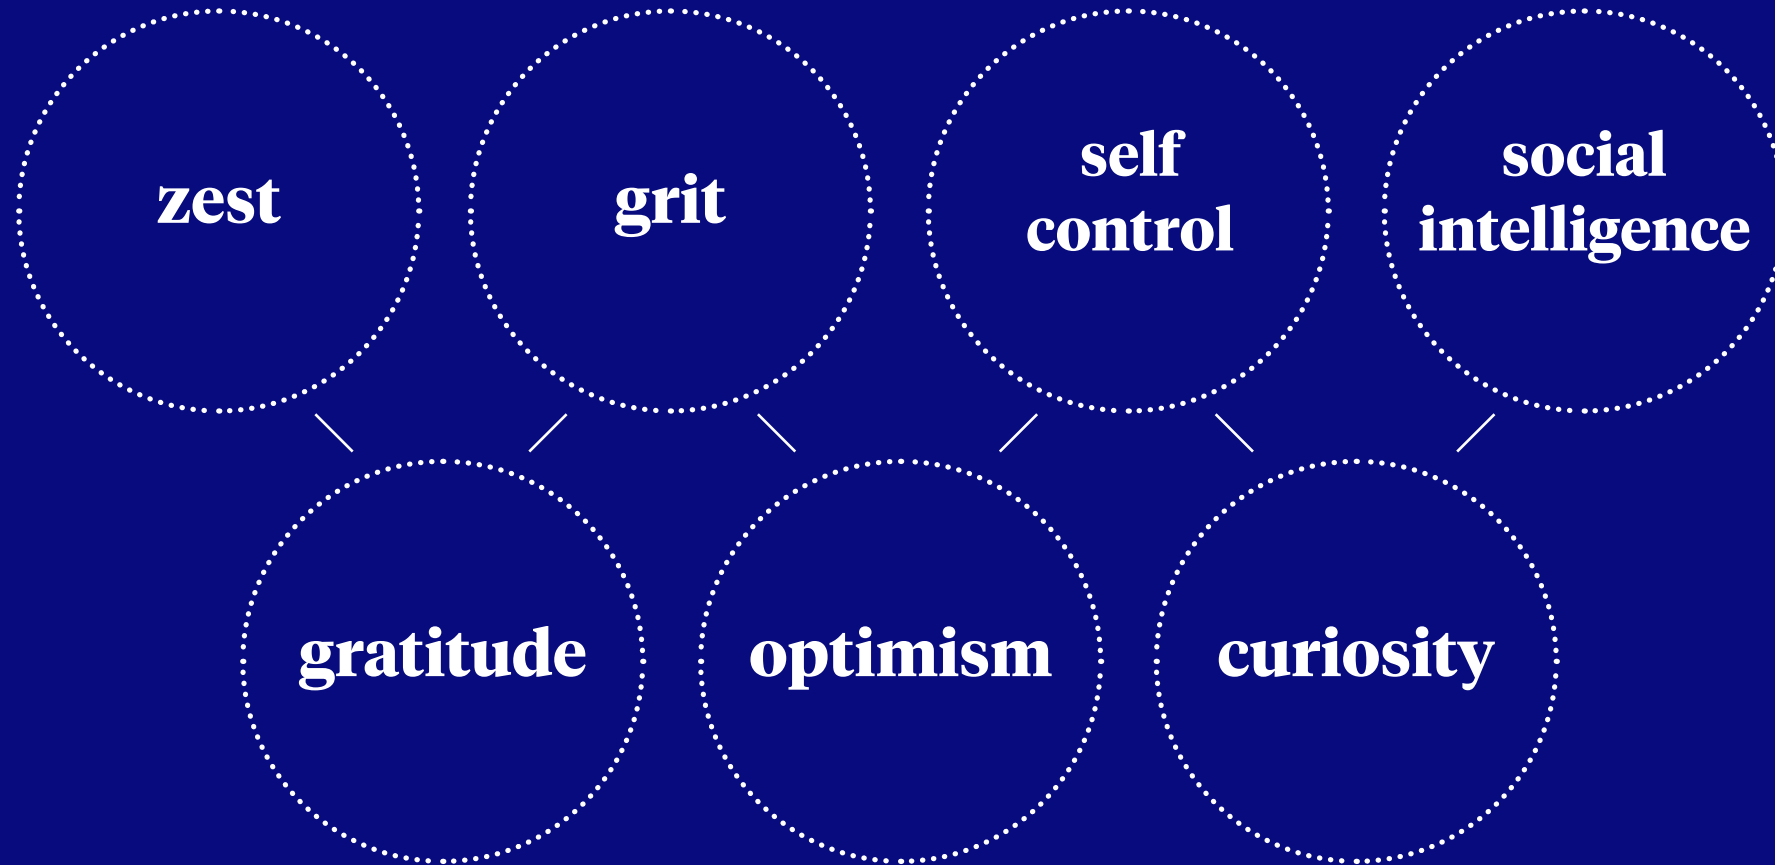 zest
grit
self
control
social
intelligence
gratitude
optimism
curiosity